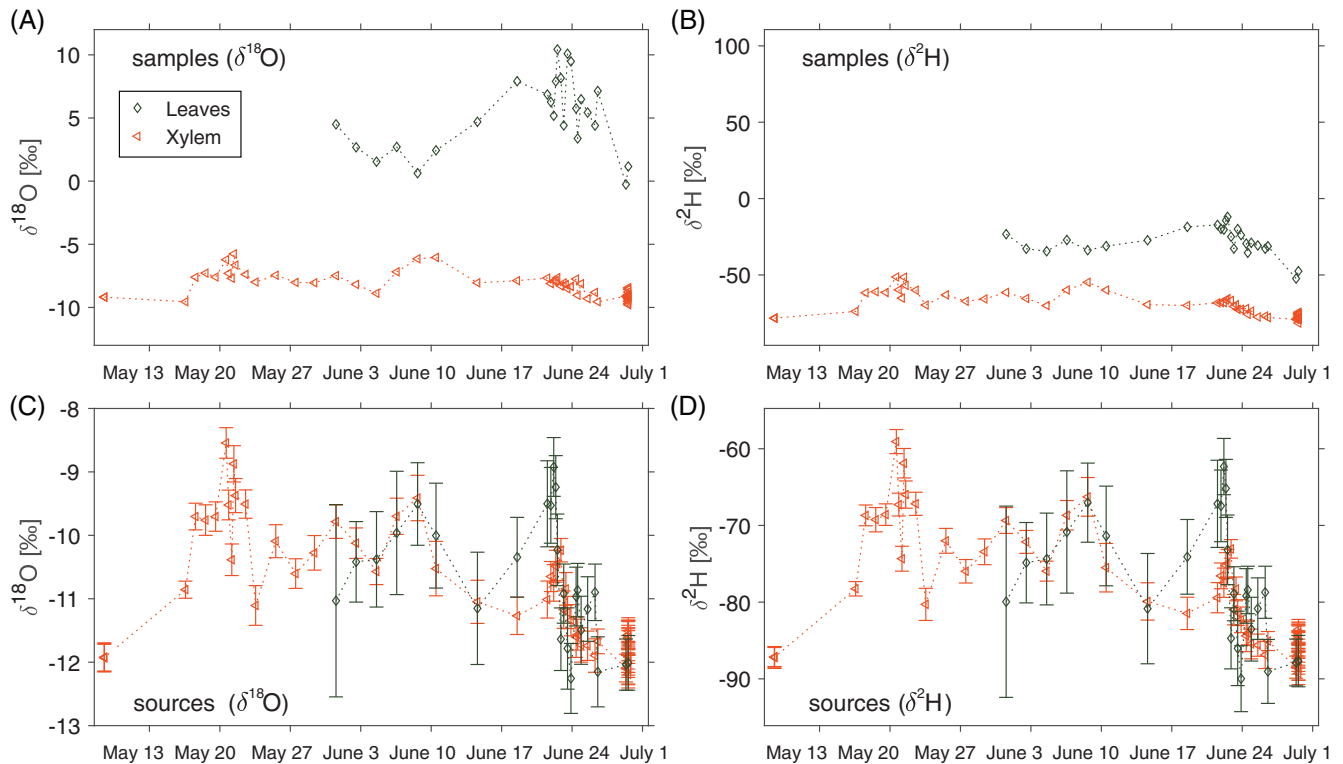 (A)
samples (δ¹⁸O)
Leaves
Xylem
10
5
0
-5
-10
δ¹⁸O [‰]
May 13 May 20 May 27 June 3 June 10 June 17 June 24 July 1
(B)
samples (δ²H)
100
50
0
-50
δ²H [‰]
May 13 May 20 May 27 June 3 June 10 June 17 June 24 July 1
(C)
-8
-9
-10
-11
-12
-13
δ¹⁸O [‰]
sources (δ¹⁸O)
May 13 May 20 May 27 June 3 June 10 June 17 June 24 July 1
(D)
-60
-70
-80
-90
δ²H [‰]
sources (δ²H)
May 13 May 20 May 27 June 3 June 10 June 17 June 24 July 1